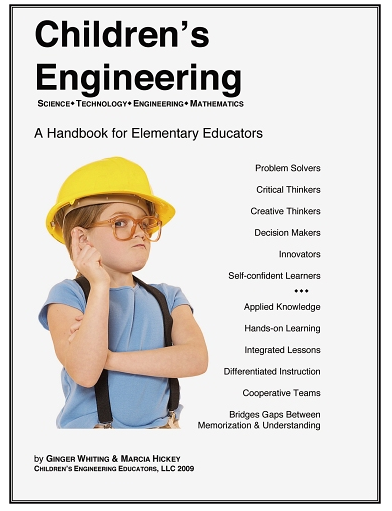 Children's
Engineering
SCIENCE◆TECHNOLOGY◆ENGINEERING◆MATHEMATICS
A Handbook for Elementary Educators
Problem Solvers
Critical Thinkers
Creative Thinkers
Decision Makers
Innovators
Self-confident Learners
◆◆◆
Applied Knowledge
Hands-on Learning
Integrated Lessons
Differentiated Instruction
Cooperative Teams
Bridges Gaps Between
Memorization & Understanding
by GINGER WHITING & MARCIA HICKEY
CHILDREN'S ENGINEERING EDUCATORS, LLC 2009